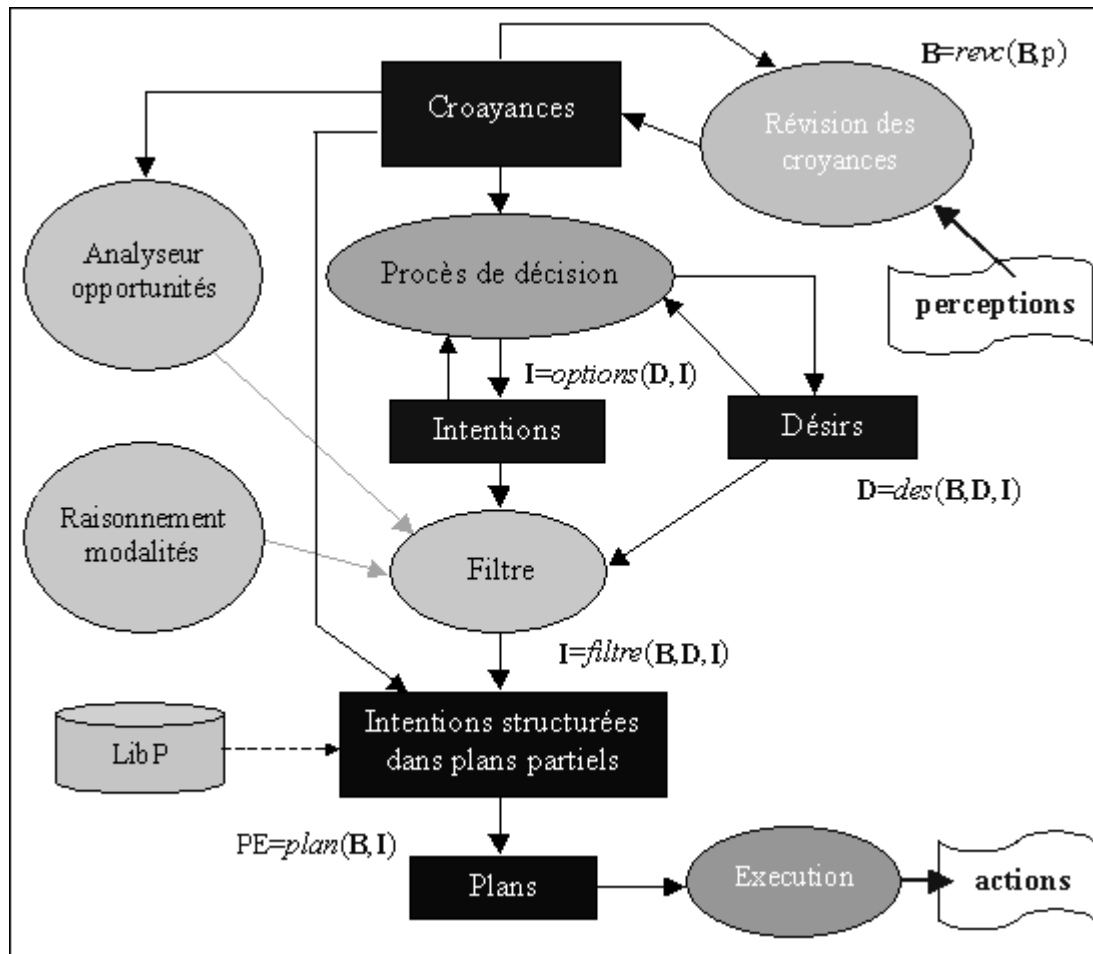 B=revc(B,p)
Croayances
Révision des
croyances
Analyseur
opportunités
Procès de décision
perceptions
I=options(D,I)
Intentions
Désirs
D=des(B,D,I)
Raisonnement
modalités
Filtre
I=filtre(B,D,I)
Intentions structurées
dans plans partiels
LibP
PE=plan(B,I)
Plans
Execution
actions